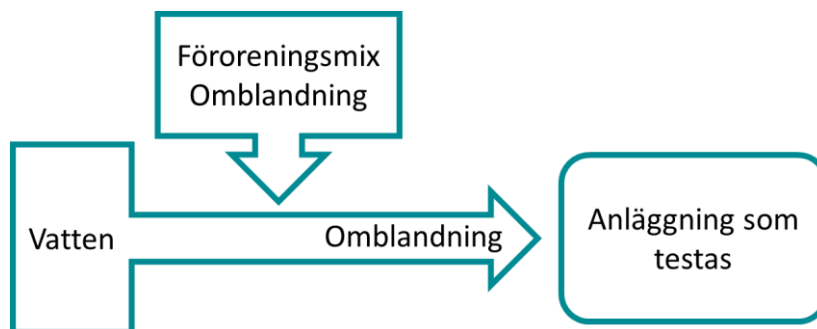 Föroreningsmix
Omblandning
Vatten
Omblandning
Anläggning som
testas